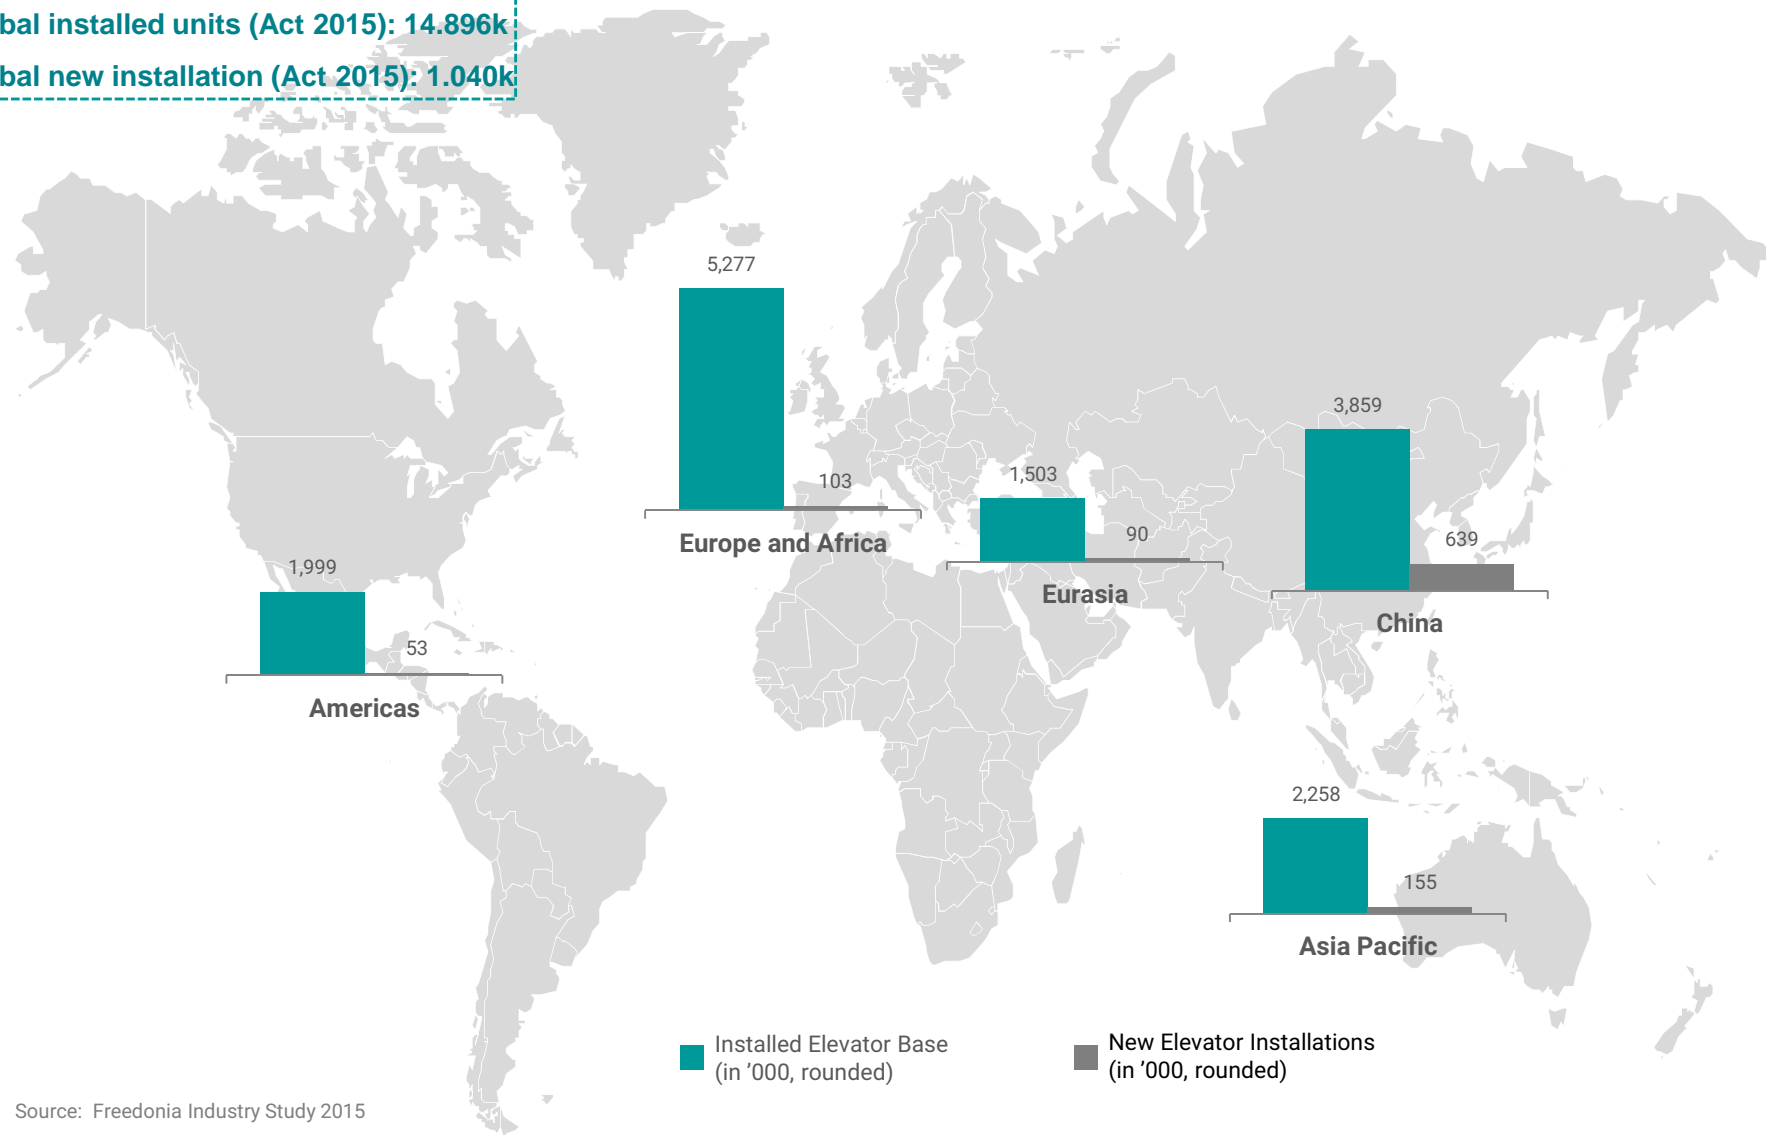 bal installed units (Act 2015): 14.896k
bal new installation (Act 2015): 1.040k
5,277
103
Europe and Africa
1,503
90
Eurasia
3,859
639
China
1,999
53
Americas
2,258
155
Asia Pacific
Installed Elevator Base
(in ’000, rounded)
New Elevator Installations
(in ’000, rounded)
Source: Freedonia Industry Study 2015